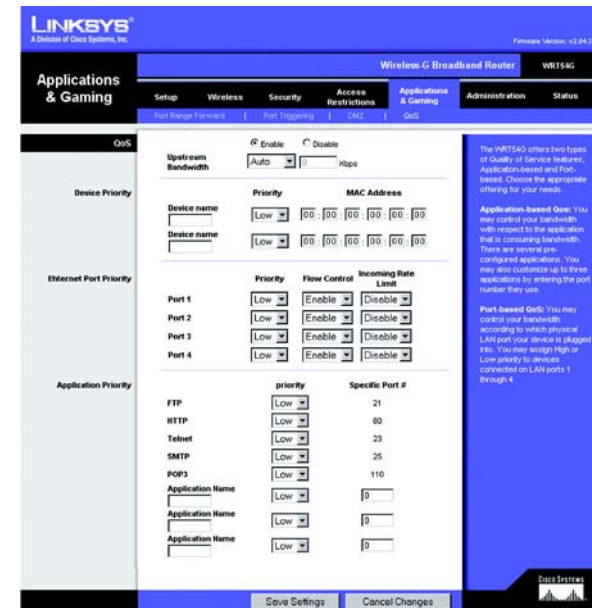 LINKSYS®
A Division of Cisco Systems, Inc.
Firmware Version: v2.04.3
Wireless-G Broadband Router WRT54G
Applications & Gaming
Setup Wireless Security Access Restrictions Applications & Gaming Administration Status
Port Range Forward | Port Triggering | DMZ | QoS
QoS
Enable Disable
Upstream Bandwidth Auto 0 Kbps
Device Priority
Priority MAC Address
Device name
Low 00 : 00 : 00 : 00 : 00 : 00
Device name
Low 00 : 00 : 00 : 00 : 00 : 00
Ehternet Port Priority
Priority Flow Control Incoming Rate Limit
Port 1 Low Enable Disable
Port 2 Low Enable Disable
Port 3 Low Enable Disable
Port 4 Low Enable Disable
Application Priority
priority Specific Port #
FTP Low 21
HTTP Low 80
Telnet Low 23
SMTP Low 25
POP3 Low 110
Application Name
Low 0
Application Name
Low 0
Application Name
Low 0
The WRT54G offers two types
of Quality of Service features,
Application-based and Port-
based. Choose the appropriate
offering for your needs.
Application-based Qos: You
may control your bandwidth
with respect to the application
that is consuming bandwidth.
There are several pre-
configured applications. You
may also customize up to three
applications by entering the port
number they use.
Port-based QoS: You may
control your bandwidth
according to which physical
LAN port your device is plugged
into. You may assign High or
Low priority to devices
connected on LAN ports 1
through 4.
Save Settings Cancel Changes
CISCO SYSTEMS